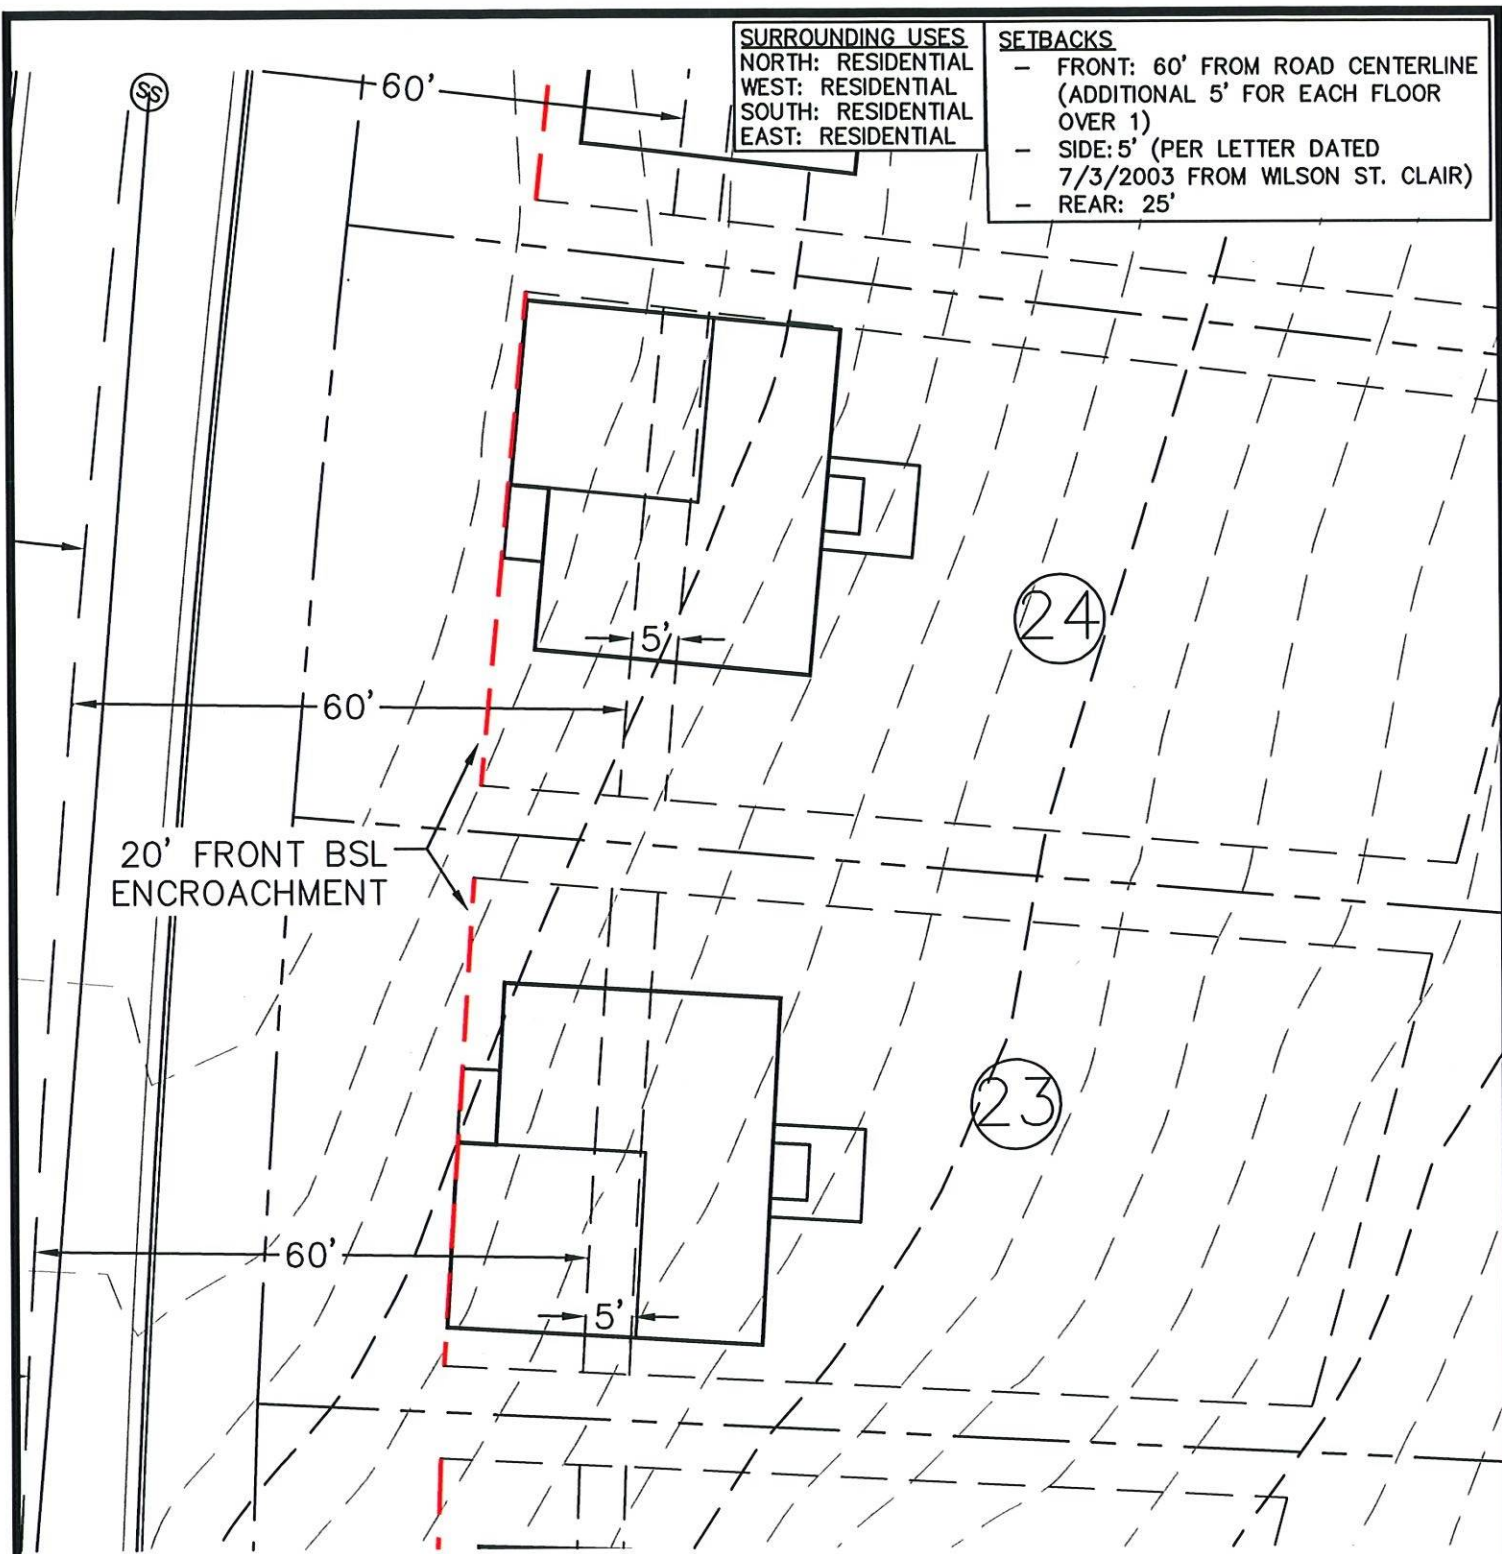 SURROUNDING USES
NORTH: RESIDENTIAL
WEST: RESIDENTIAL
SOUTH: RESIDENTIAL
EAST: RESIDENTIAL
SETBACKS
- FRONT: 60' FROM ROAD CENTERLINE
(ADDITIONAL 5' FOR EACH FLOOR
OVER 1)
- SIDE: 5' (PER LETTER DATED
7/3/2003 FROM WILSON ST. CLAIR)
- REAR: 25'
SS
60'
24
5'
60'
20' FRONT BSL
ENCROACHMENT
23
60'
5'